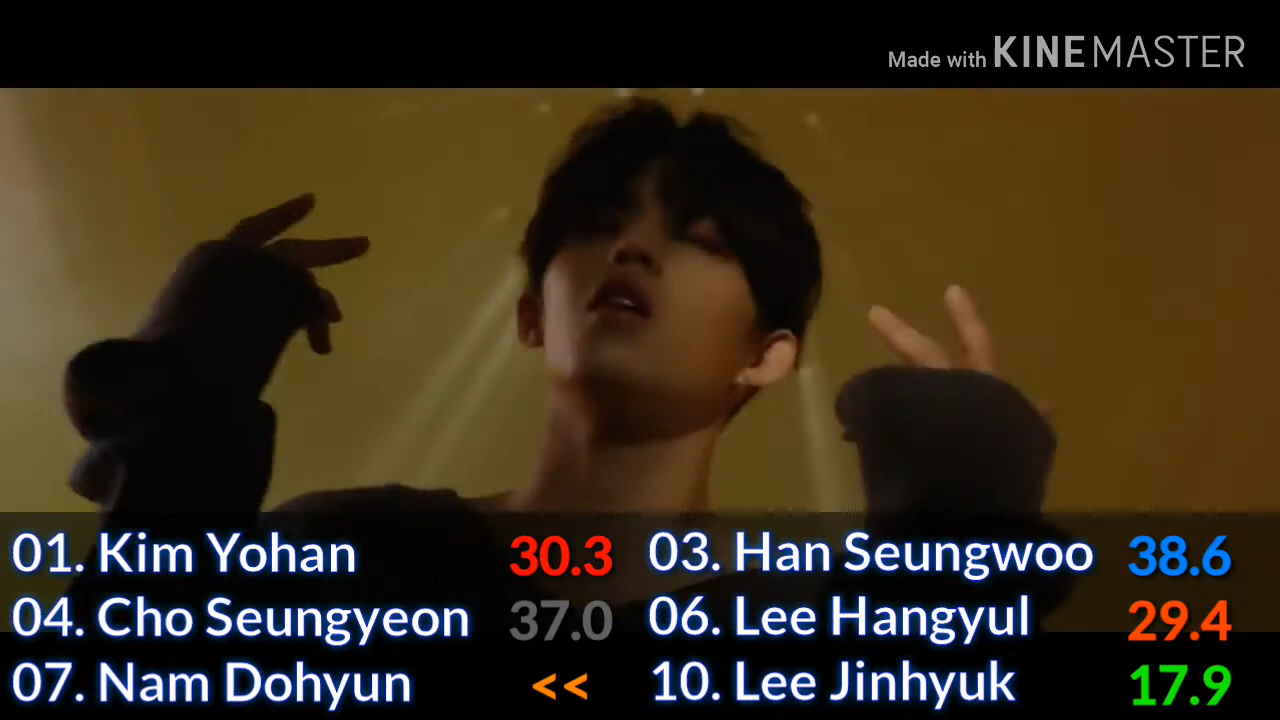 Made with KINEMASTER
01. Kim Yohan 30.3 03. Han Seungwoo 38.6
04. Cho Seungyeon 37.0 06. Lee Hangyul 29.4
07. Nam Dohyun << 10. Lee Jinhyuk 17.9